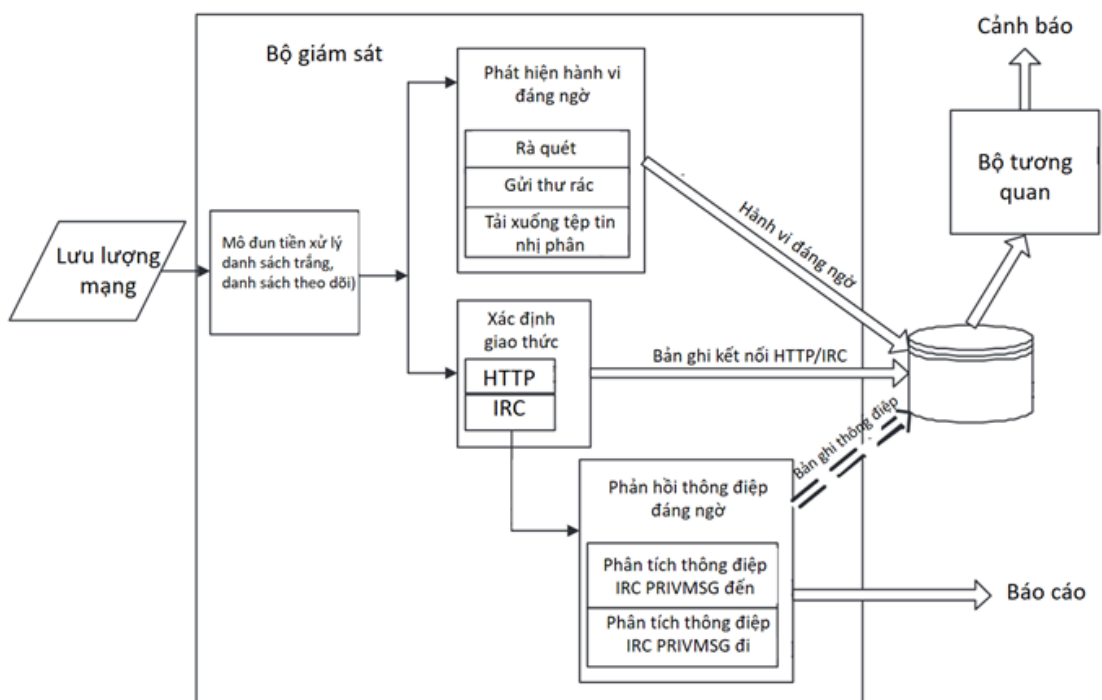 Cảnh báo
Bộ giám sát
Phát hiện hành vi
đáng ngờ
Rà quét
Gửi thư rác
Tải xuống tệp tin
nhị phân
Bộ tương
quan
Hành vi đáng ngờ
Lưu lượng
mạng
Mô đun tiền xử lý
danh sách trắng,
danh sách theo dõi)
Xác định
giao thức
HTTP
IRC
Bản ghi kết nối HTTP/IRC
Bản ghi thông điệp
Phản hồi thông điệp
đáng ngờ
Phân tích thông điệp
IRC PRIVMSG đến
Phân tích thông điệp
IRC PRIVMSG đi
Báo cáo